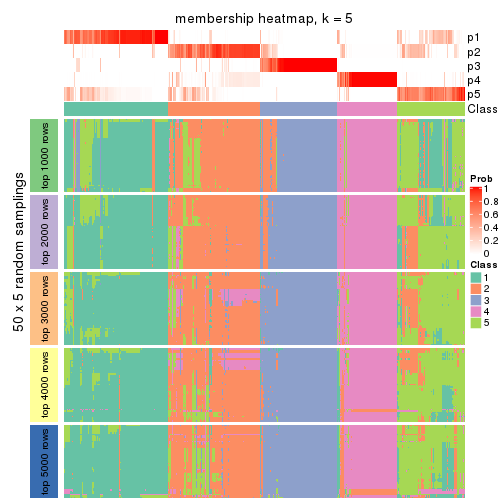 membership heatmap, k = 5
p1
p2
p3
p4
p5
Class
50 x 5 random samplings
top 1000 rows
top 2000 rows
top 3000 rows
top 4000 rows
top 5000 rows
Prob
1
0.8
0.6
0.4
0.2
0
Class
1
2
3
4
5